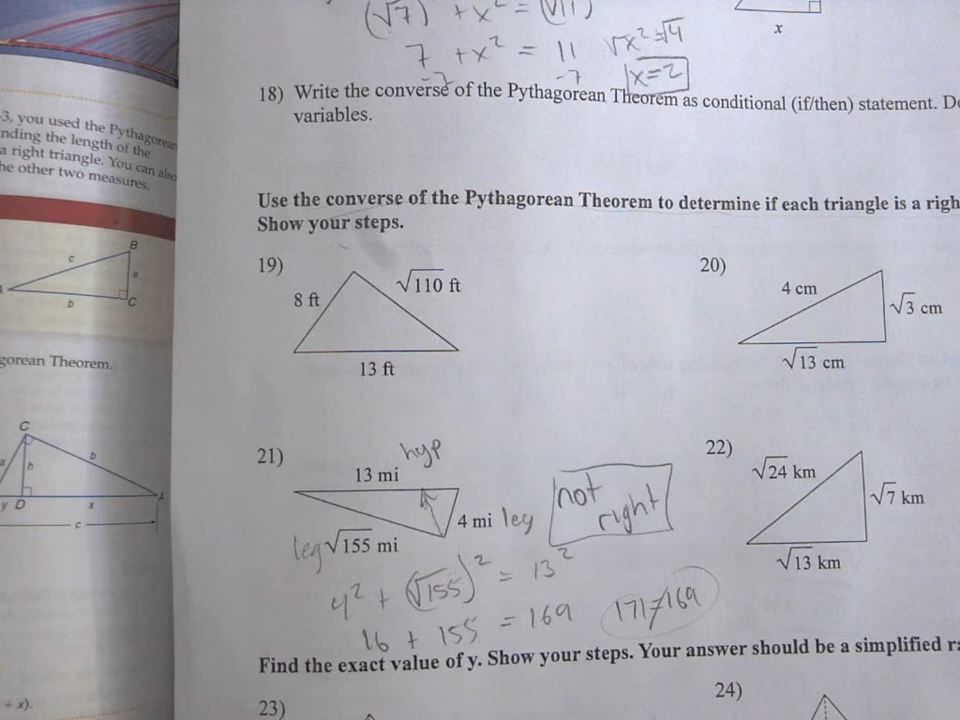 (√7) + x² = (√11)
7 + x² = 11 √x²=√4
-7 -7 x=2
x
18) Write the converse of the Pythagorean Theorem as conditional (if/then) statement. D
variables.
3, you used the Pythagorean
nding the length of the
a right triangle. You can also
he other two measures.
Use the converse of the Pythagorean Theorem to determine if each triangle is a righ
Show your steps.
B
c
a
A
b
C
19)
8 ft
√110 ft
13 ft
20)
4 cm
√3 cm
√13 cm
gorean Theorem.
C
a
h
b
y D
x
A
c
21)
hyp
13 mi
4 mi leg
leg √155 mi
not
right
4² + (√155)² = 13²
16 + 155 = 169 171≠169
22)
√24 km
√7 km
√13 km
Find the exact value of y. Show your steps. Your answer should be a simplified ra
+ x).
23)
24)